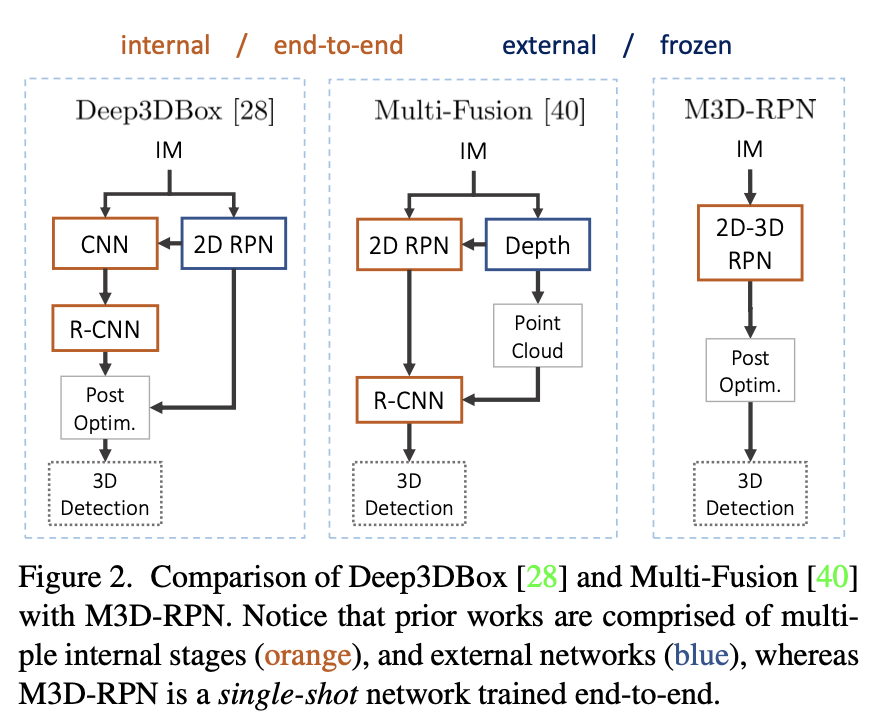 internal / end-to-end external / frozen
Deep3DBox [28]
IM
CNN
2D RPN
R-CNN
Post
Optim.
3D
Detection
Multi-Fusion [40]
IM
2D RPN
Depth
Point
Cloud
R-CNN
3D
Detection
M3D-RPN
IM
2D-3D
RPN
Post
Optim.
3D
Detection
Figure 2. Comparison of Deep3DBox [28] and Multi-Fusion [40]
with M3D-RPN. Notice that prior works are comprised of multi-
ple internal stages (orange), and external networks (blue), whereas
M3D-RPN is a single-shot network trained end-to-end.